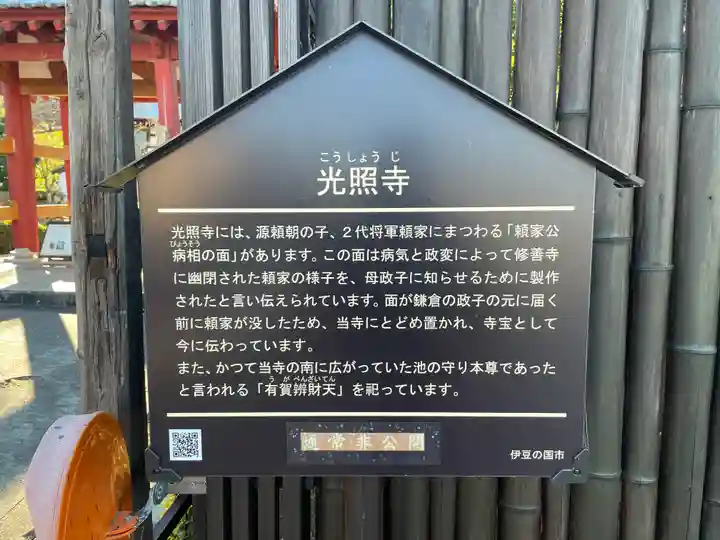 こうしょうじ
光照寺
光照寺には、源頼朝の子、２代将軍頼家にまつわる「頼家公
びょうそう
病相の面」があります。この面は病気と政変によって修善寺
に幽閉された頼家の様子を、母政子に知らせるために製作
されたと言い伝えられています。面が鎌倉の政子の元に届く
前に頼家が没したため、当寺にとどめ置かれ、寺宝として
今に伝わっています。
また、かつて当寺の南に広がっていた池の守り本尊であった
うがべんざいてん
と言われる「有賀辨財天」を祀っています。
通常非公開
伊豆の国市